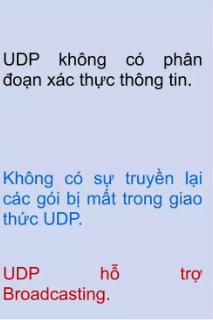 UDP không có phân
đoạn xác thực thông tin.
Không có sự truyền lại
các gói bị mất trong giao
thức UDP.
UDP hỗ trợ
Broadcasting.